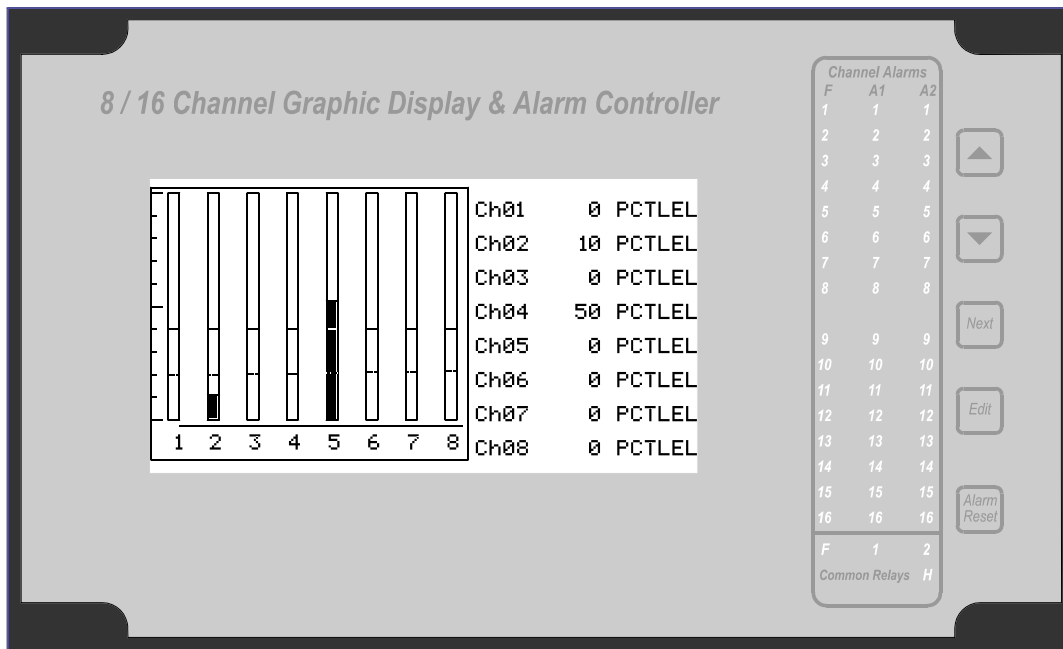 8 / 16 Channel Graphic Display & Alarm Controller
Ch01 0 PCTLEL
Ch02 10 PCTLEL
Ch03 0 PCTLEL
Ch04 50 PCTLEL
Ch05 0 PCTLEL
Ch06 0 PCTLEL
Ch07 0 PCTLEL
Ch08 0 PCTLEL
1 2 3 4 5 6 7 8
Channel Alarms
F A1 A2
1 1 1
2 2 2
3 3 3
4 4 4
5 5 5
6 6 6
7 7 7
8 8 8
9 9 9
10 10 10
11 11 11
12 12 12
13 13 13
14 14 14
15 15 15
16 16 16
F 1 2
Common Relays H
Next
Edit
Alarm
Reset